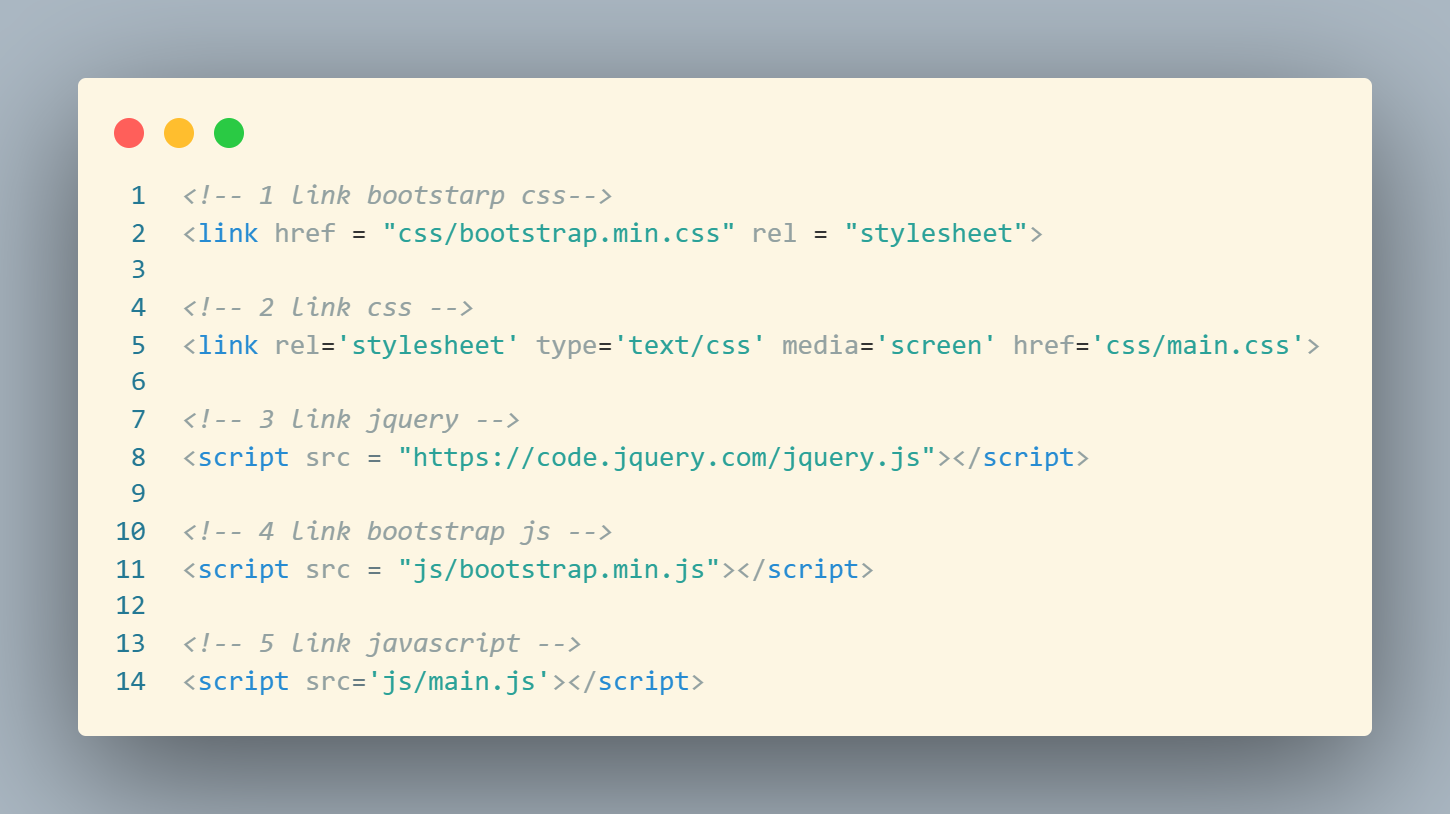 1 <!-- 1 link bootstarp css-->
2 <link href = "css/bootstrap.min.css" rel = "stylesheet">
3
4 <!-- 2 link css -->
5 <link rel='stylesheet' type='text/css' media='screen' href='css/main.css'>
6
7 <!-- 3 link jquery -->
8 <script src = "https://code.jquery.com/jquery.js"></script>
9
10 <!-- 4 link bootstrap js -->
11 <script src = "js/bootstrap.min.js"></script>
12
13 <!-- 5 link javascript -->
14 <script src='js/main.js'></script>